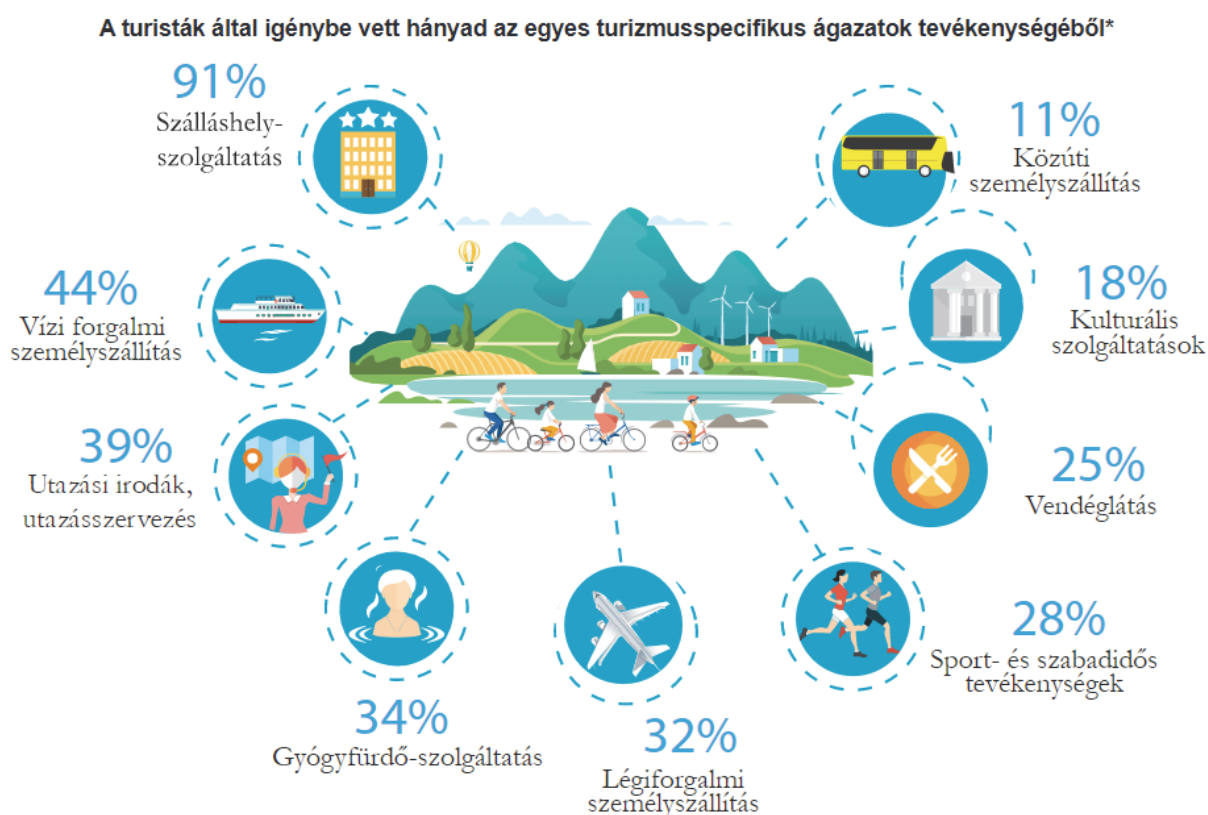 A turisták által igénybe vett hányad az egyes turizmusspecifikus ágazatok tevékenységéből*
91%
Szálláshely-
szolgáltatás
44%
Vízi forgalmi
személyszállítás
39%
Utazási irodák,
utazásszervezés
34%
Gyógyfürdő-szolgáltatás
32%
Légiforgalmi
személyszállítás
28%
Sport- és szabadidős
tevékenységek
25%
Vendéglátás
18%
Kulturális
szolgáltatások
11%
Közúti
személyszállítás